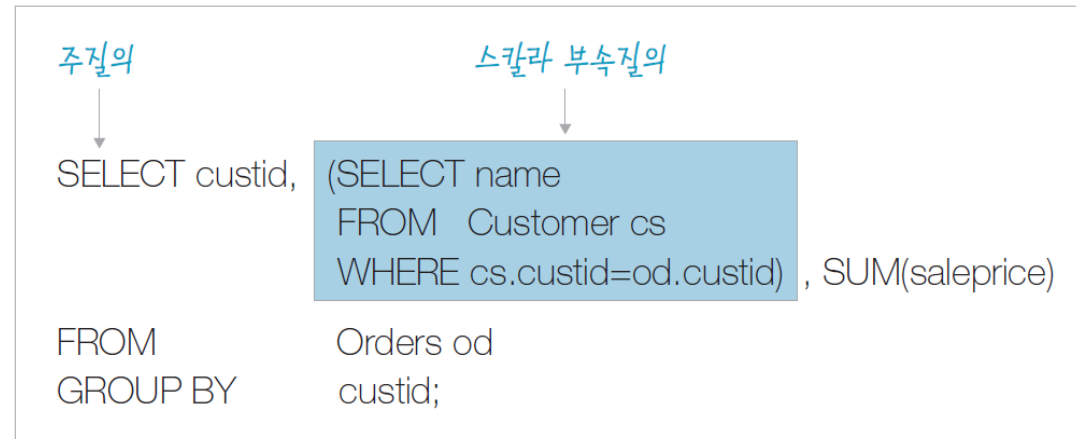 주질의 스칼라 부속질의
SELECT custid, (SELECT name
FROM Customer cs
WHERE cs.custid=od.custid) , SUM(saleprice)
FROM Orders od
GROUP BY custid;